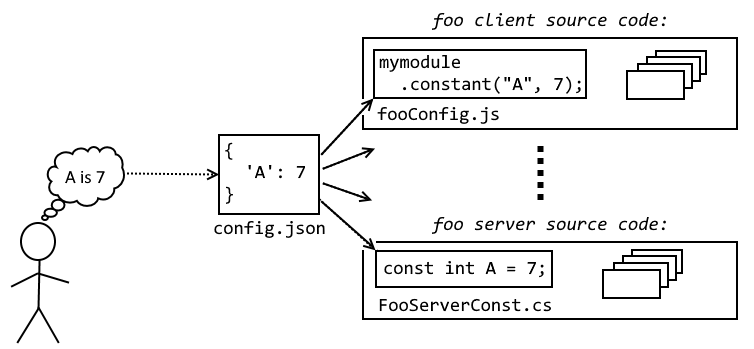 foo client source code:
mymodule
.constant("A", 7);
fooConfig.js
A is 7
{
'A': 7
}
config.json
foo server source code:
const int A = 7;
FooServerConst.cs